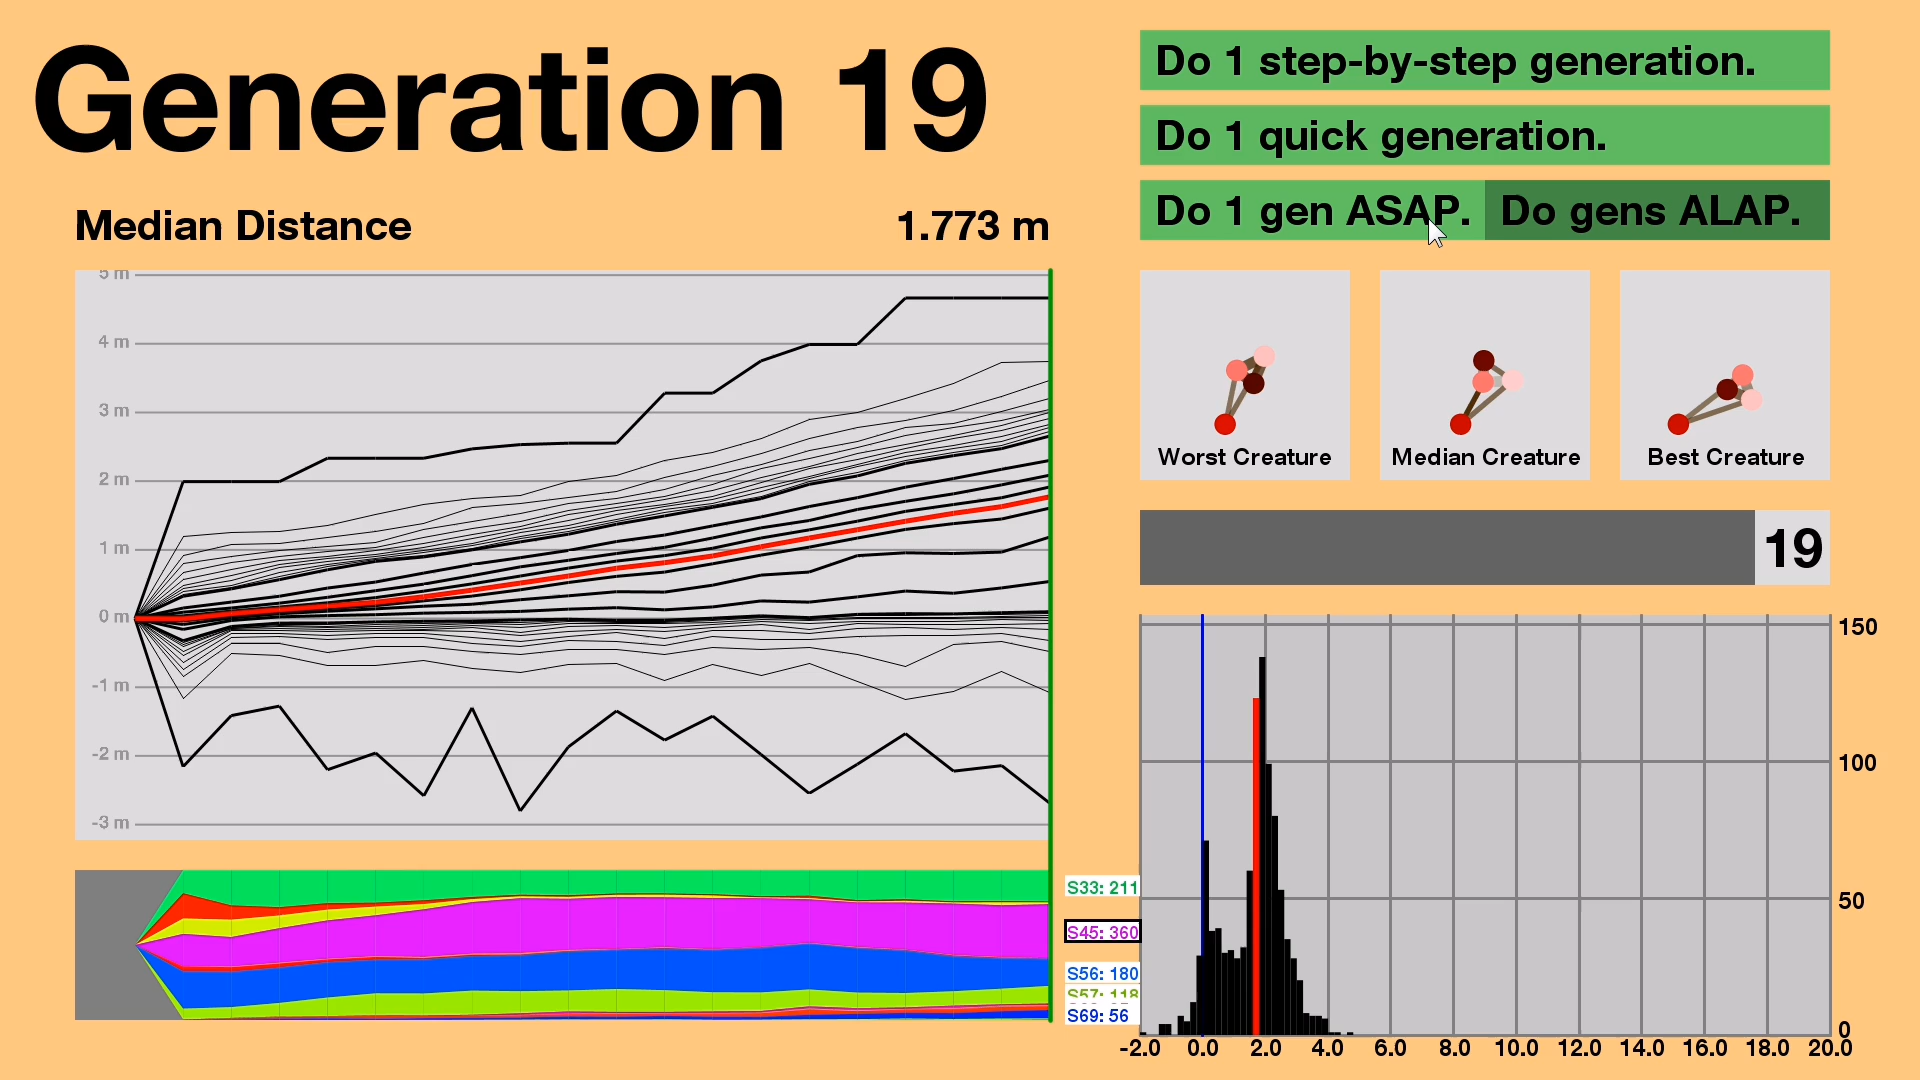 Generation 19
Do 1 step-by-step generation.
Do 1 quick generation.
Do 1 gen ASAP.
Do gens ALAP.
Median Distance
1.773 m
5 m
4 m
3 m
2 m
1 m
0 m
-1 m
-2 m
-3 m
Worst Creature
Median Creature
Best Creature
19
S33: 211
S45: 360
S56: 180
S57: 118
S69: 56
150
100
50
0
-2.0 0.0 2.0 4.0 6.0 8.0 10.0 12.0 14.0 16.0 18.0 20.0